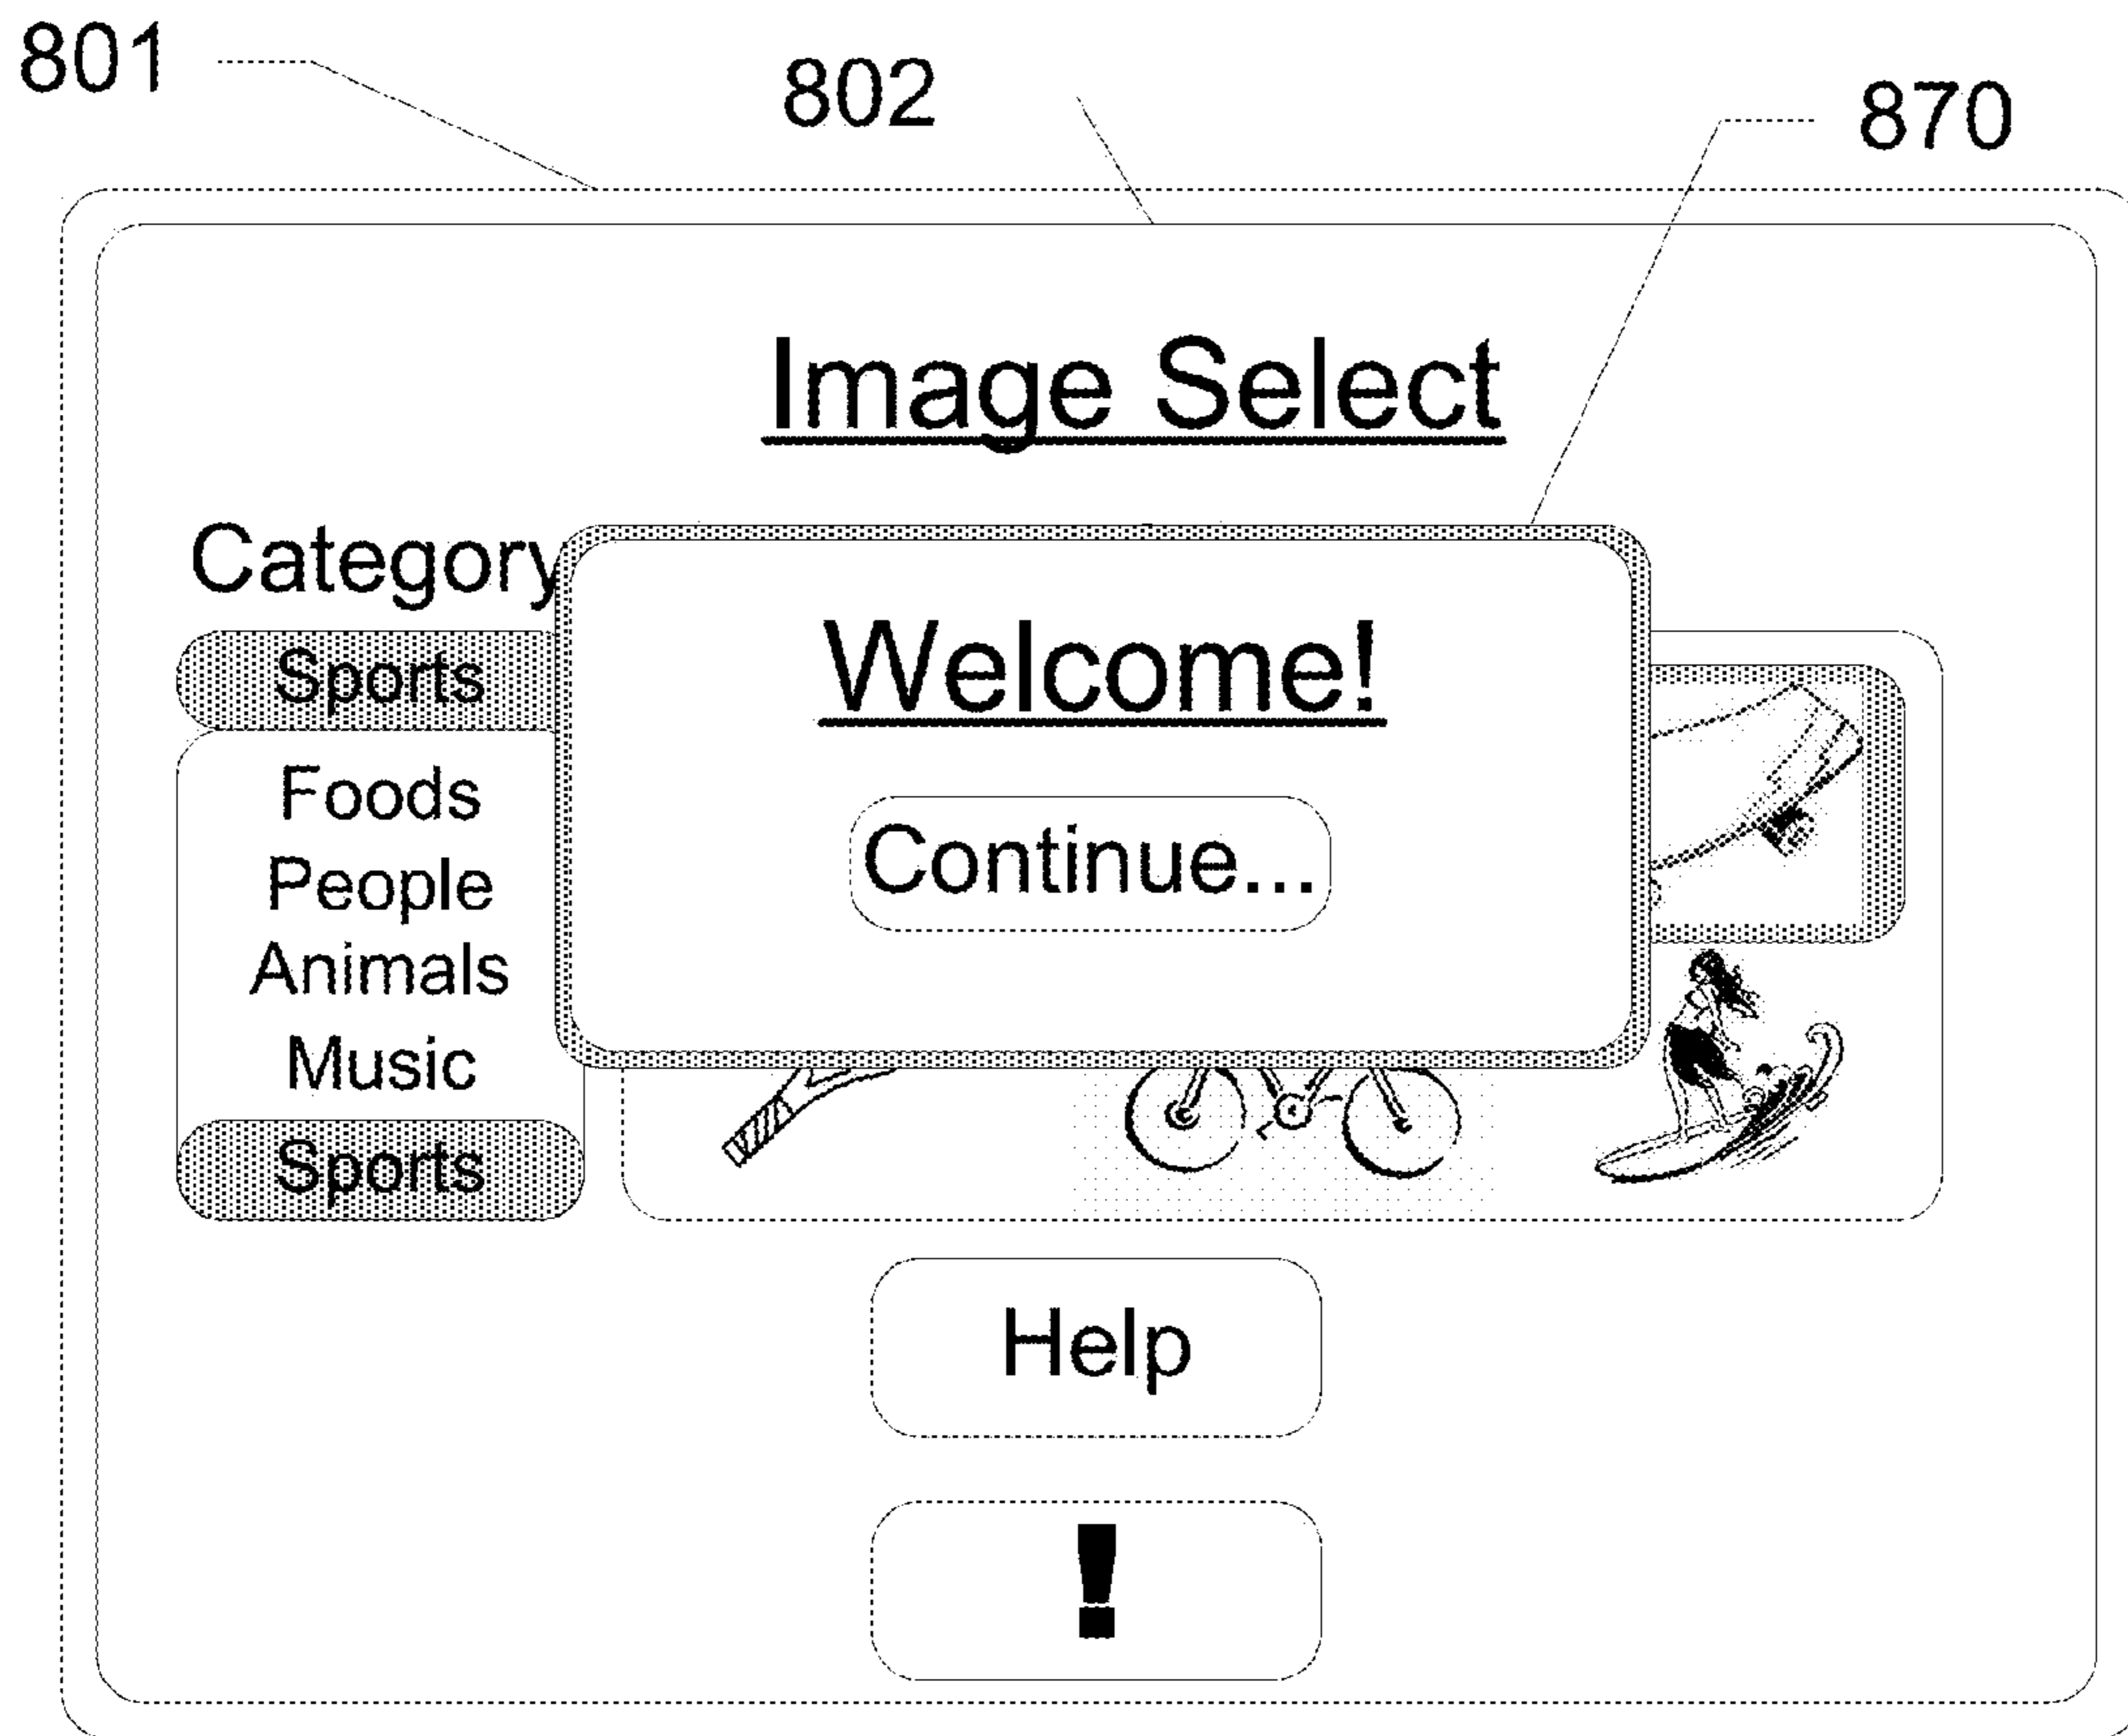 801
802
870
Image Select
Category
Sports
Foods
People
Animals
Music
Sports
Welcome!
Continue...
Help
!